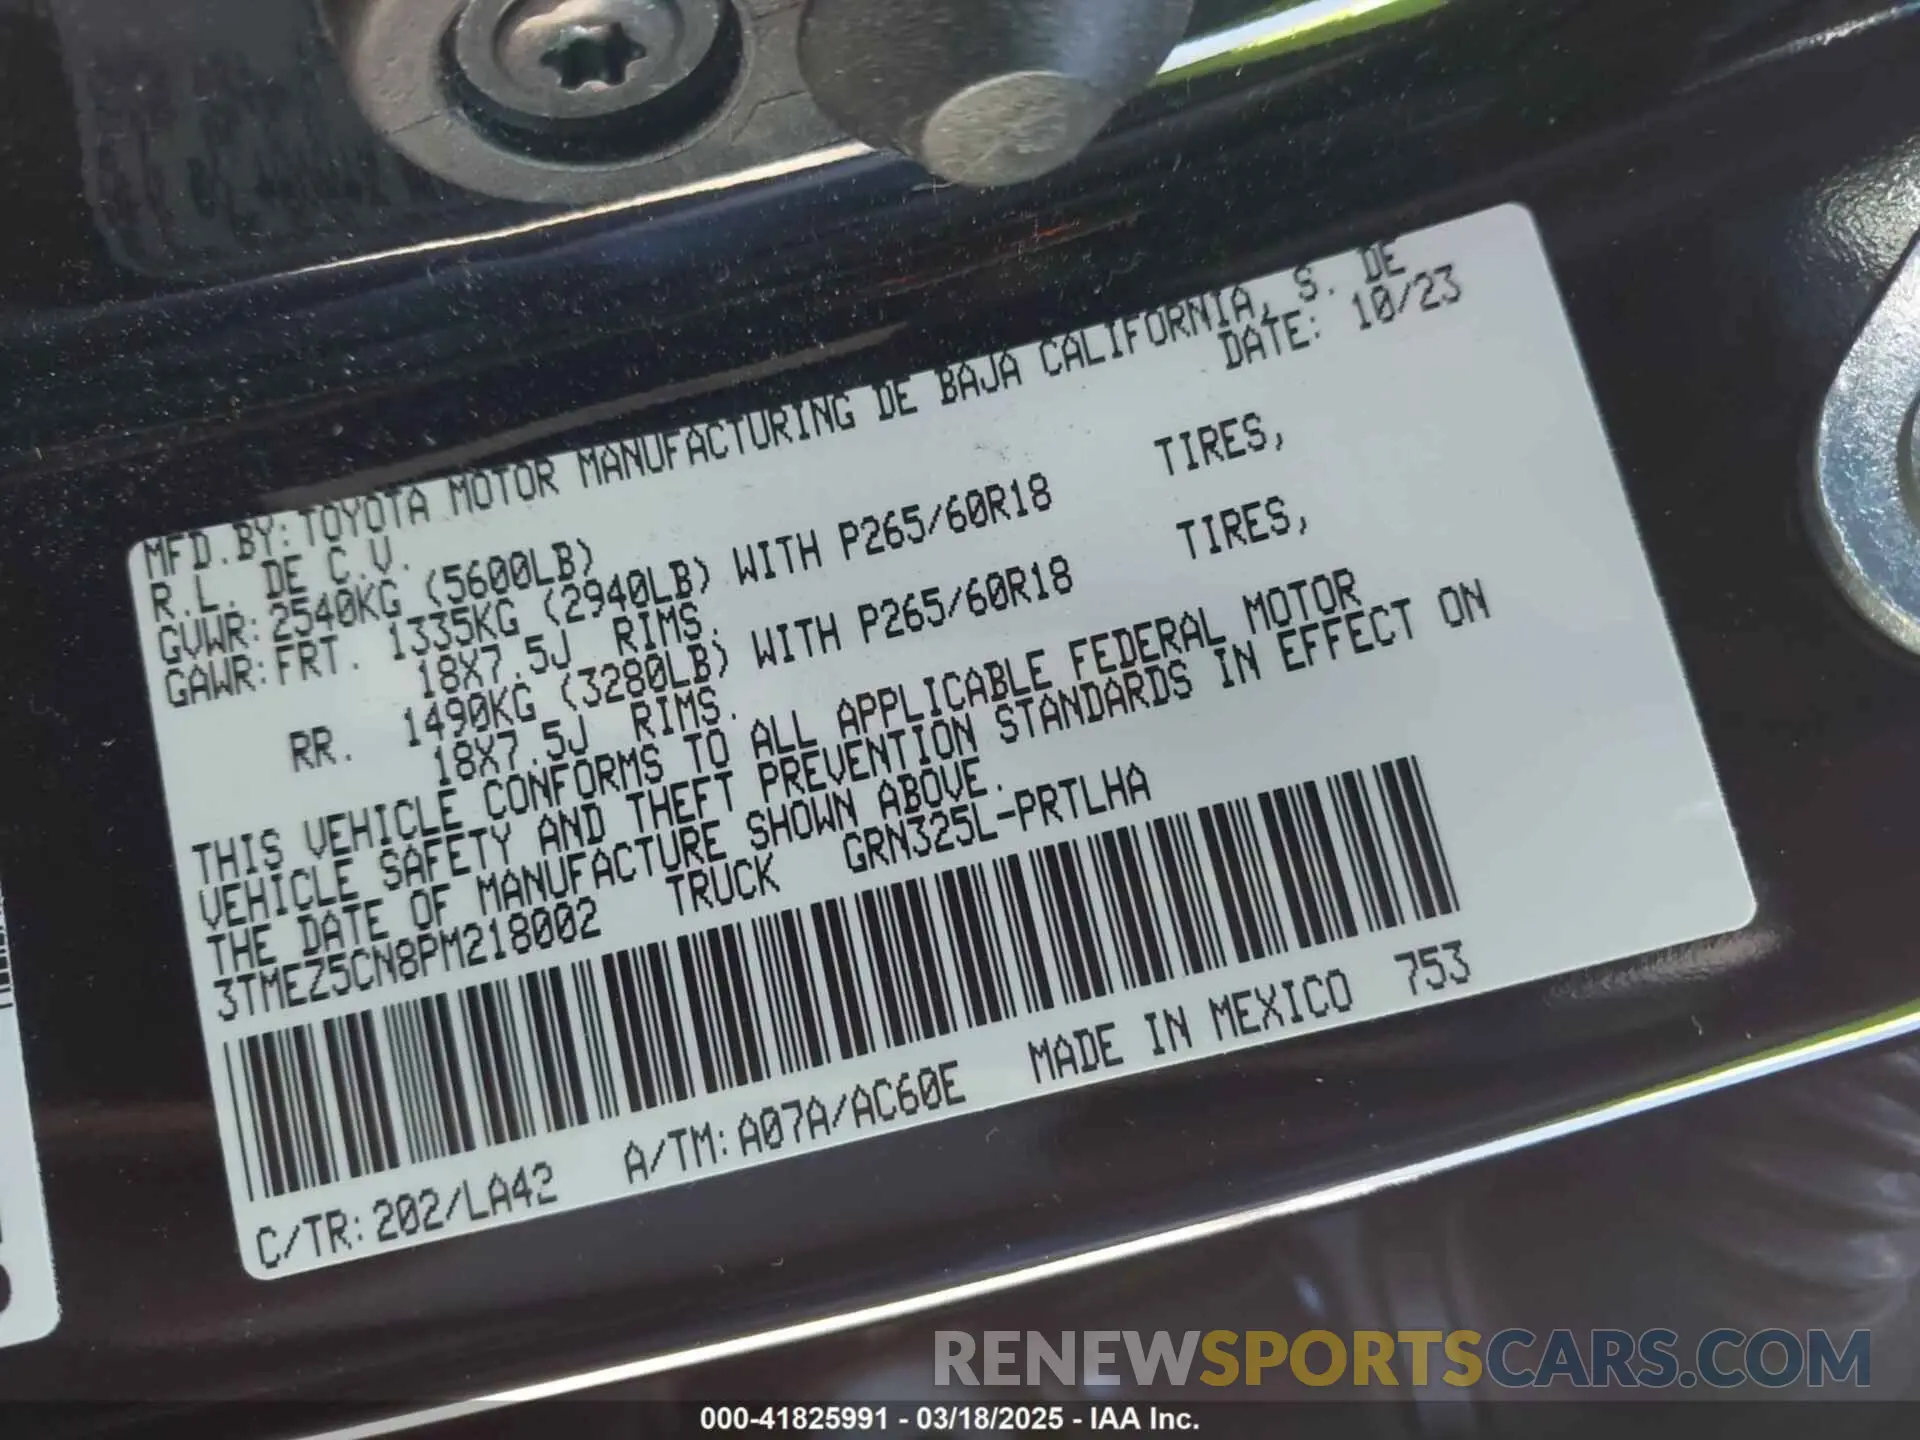 MFD.BY: TOYOTA MOTOR MANUFACTURING DE BAJA CALIFORNIA, S. DE
R.L. DE C.V. DATE: 10/23
GVWR: 2540KG (5600LB)
GAWR: FRT. 1335KG (2940LB) WITH P265/60R18 TIRES,
18X7.5J RIMS.
RR. 1490KG (3280LB) WITH P265/60R18 TIRES,
18X7.5J RIMS.
THIS VEHICLE CONFORMS TO ALL APPLICABLE FEDERAL MOTOR
VEHICLE SAFETY AND THEFT PREVENTION STANDARDS IN EFFECT ON
THE DATE OF MANUFACTURE SHOWN ABOVE.
3TMEZ5CN8PM218002 TRUCK GRN325L-PRTLHA
C/TR: 202/LA42 A/TM: A07A/AC60E MADE IN MEXICO 753
RENEWSPORTSCARS.COM
000-41825991 - 03/18/2025 - IAA Inc.